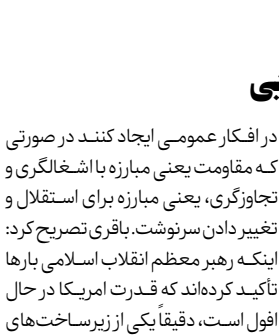 در افکار عمومی ایجاد کنند در صورتی
که مقاومت یعنی مبارزه با اشغالگری و
تجاوزگری، یعنی مبارزه برای استقلال و
تغییر دادن سرنوشت. باقری تصریح کرد:
اینکه رهبر معظم انقلاب اسلامی بارها
تأکید کرده‌اند که قدرت امریکا در حال
افول است، دقیقاً یکی از زیرساخت‌های